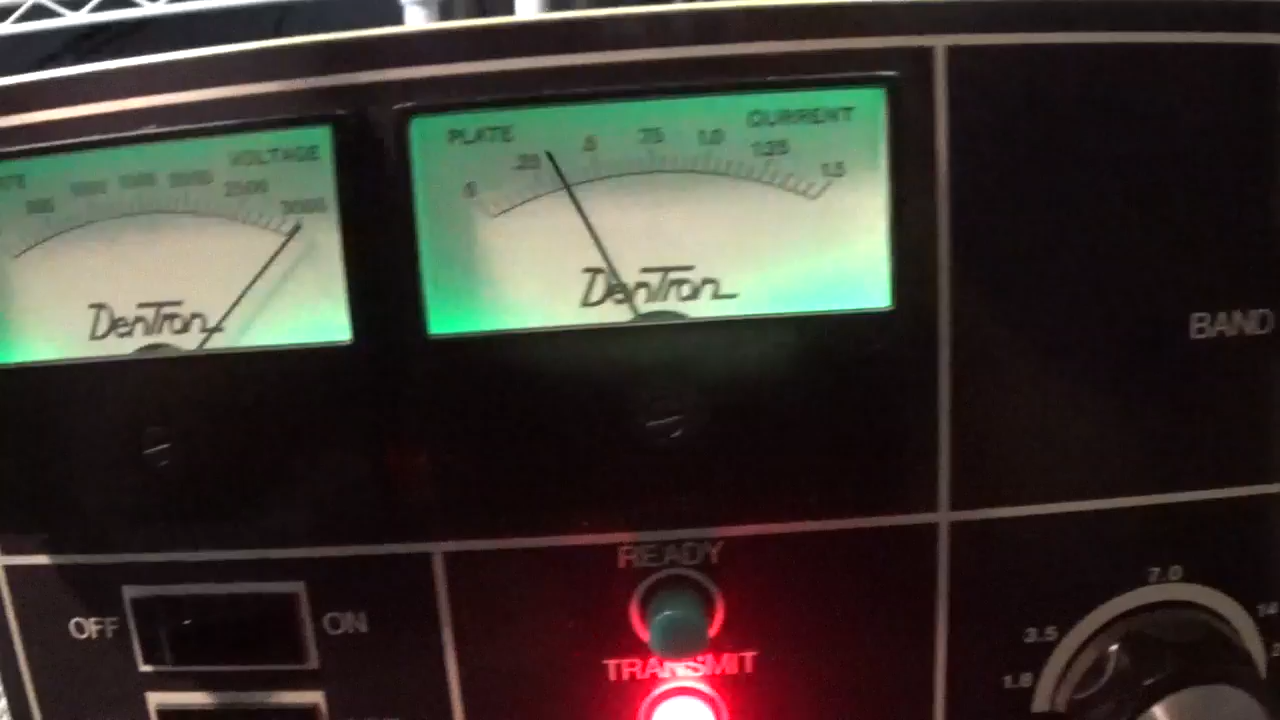 VOLTAGE
500 1000 1500 2000 2500 3000
DenTron
PLATE CURRENT
0 .25 .5 .75 1.0 1.25 1.5
DenTron
BAND
READY
OFF ON
TRANSMIT
1.8 3.5 7.0 14